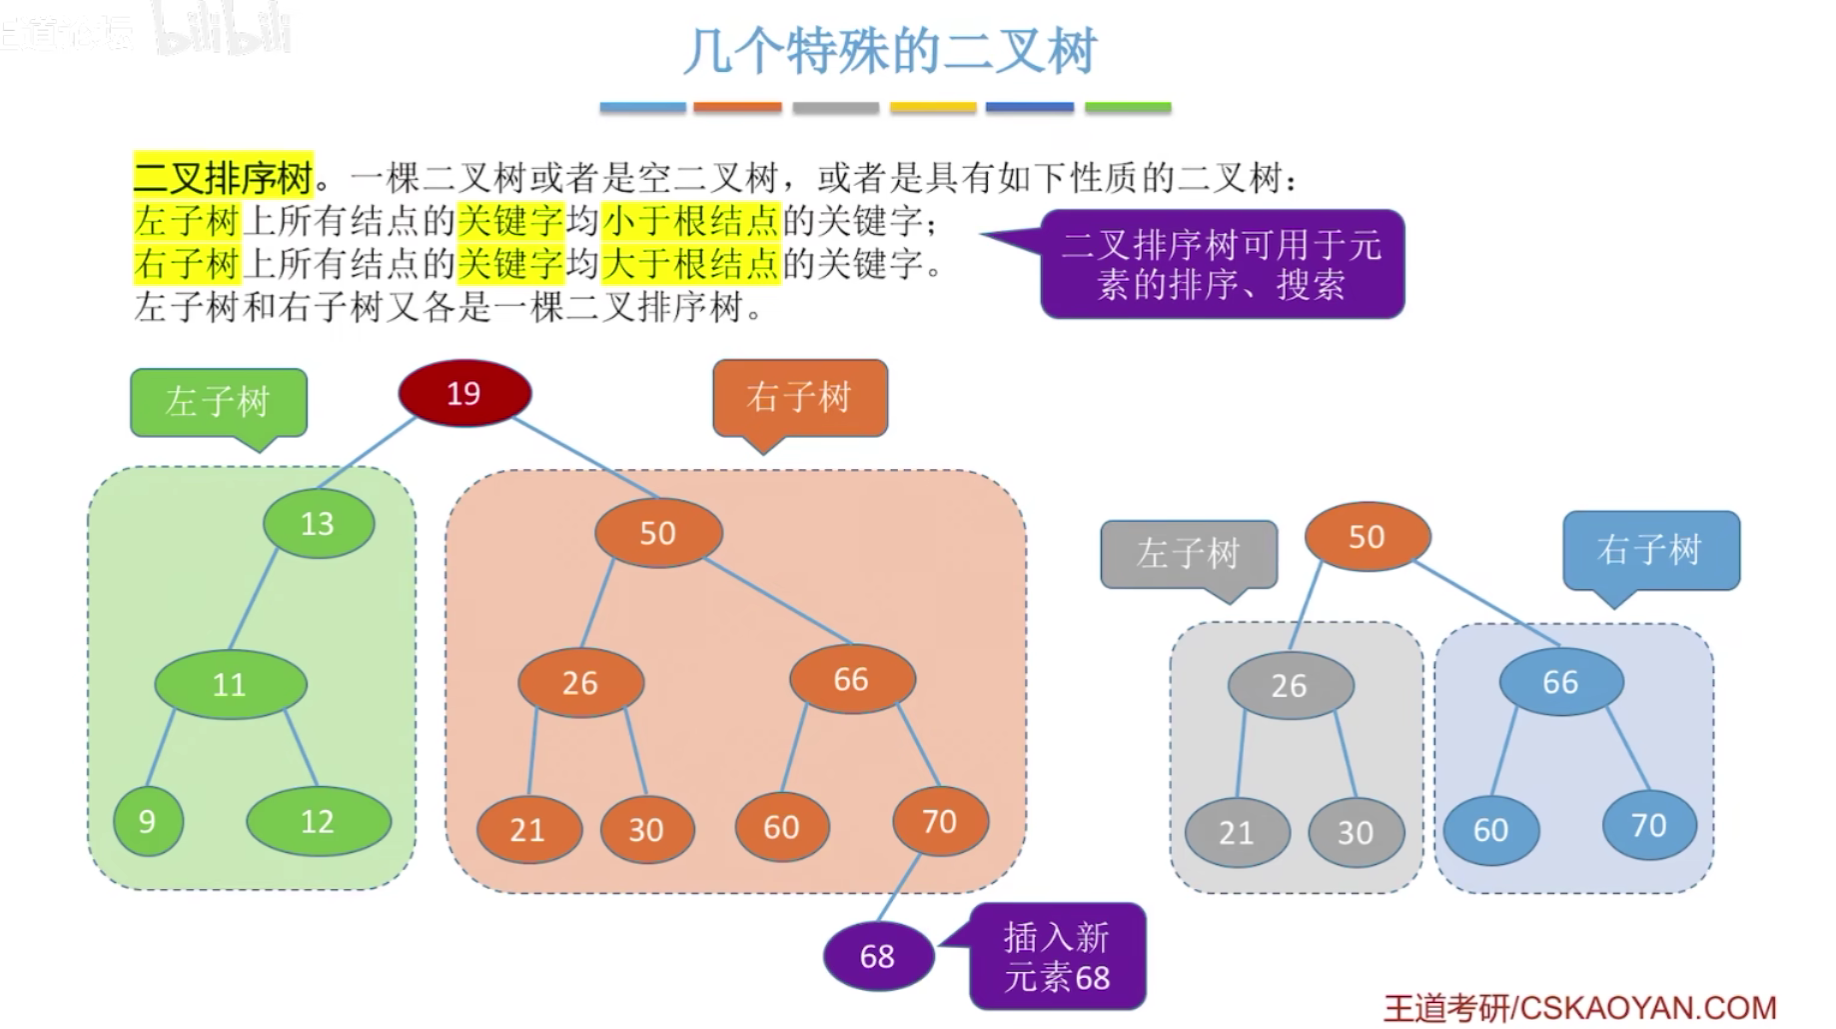 王道论坛 bilibili
几个特殊的二叉树
二叉排序树。一棵二叉树或者是空二叉树，或者是具有如下性质的二叉树：
左子树上所有结点的关键字均小于根结点的关键字；
右子树上所有结点的关键字均大于根结点的关键字。
左子树和右子树又各是一棵二叉排序树。
二叉排序树可用于元
素的排序、搜索
左子树
19
右子树
13
50
11
26
66
9
12
21
30
60
70
68
插入新
元素68
左子树
50
右子树
26
66
21
30
60
70
王道考研/CSKAOYAN.COM